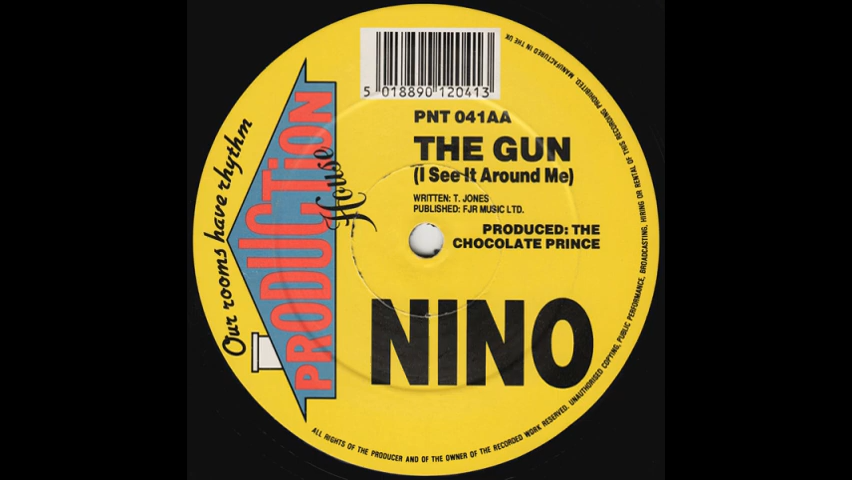 5 018890 120413
PNT 041AA
THE GUN
(I See It Around Me)
WRITTEN: T. JONES
PUBLISHED: FJR MUSIC LTD.
PRODUCED: THE
CHOCOLATE PRINCE
NINO
Our rooms have rhythm
PRODUCTiON
House
ALL RIGHTS OF THE PRODUCER AND OF THE OWNER OF THE RECORDED WORK RESERVED. UNAUTHORISED COPYING, PUBLIC PERFORMANCE, BROADCASTING, HIRING OR RENTAL OF THIS RECORDING PROHIBITED. MANUFACTURED IN THE UK